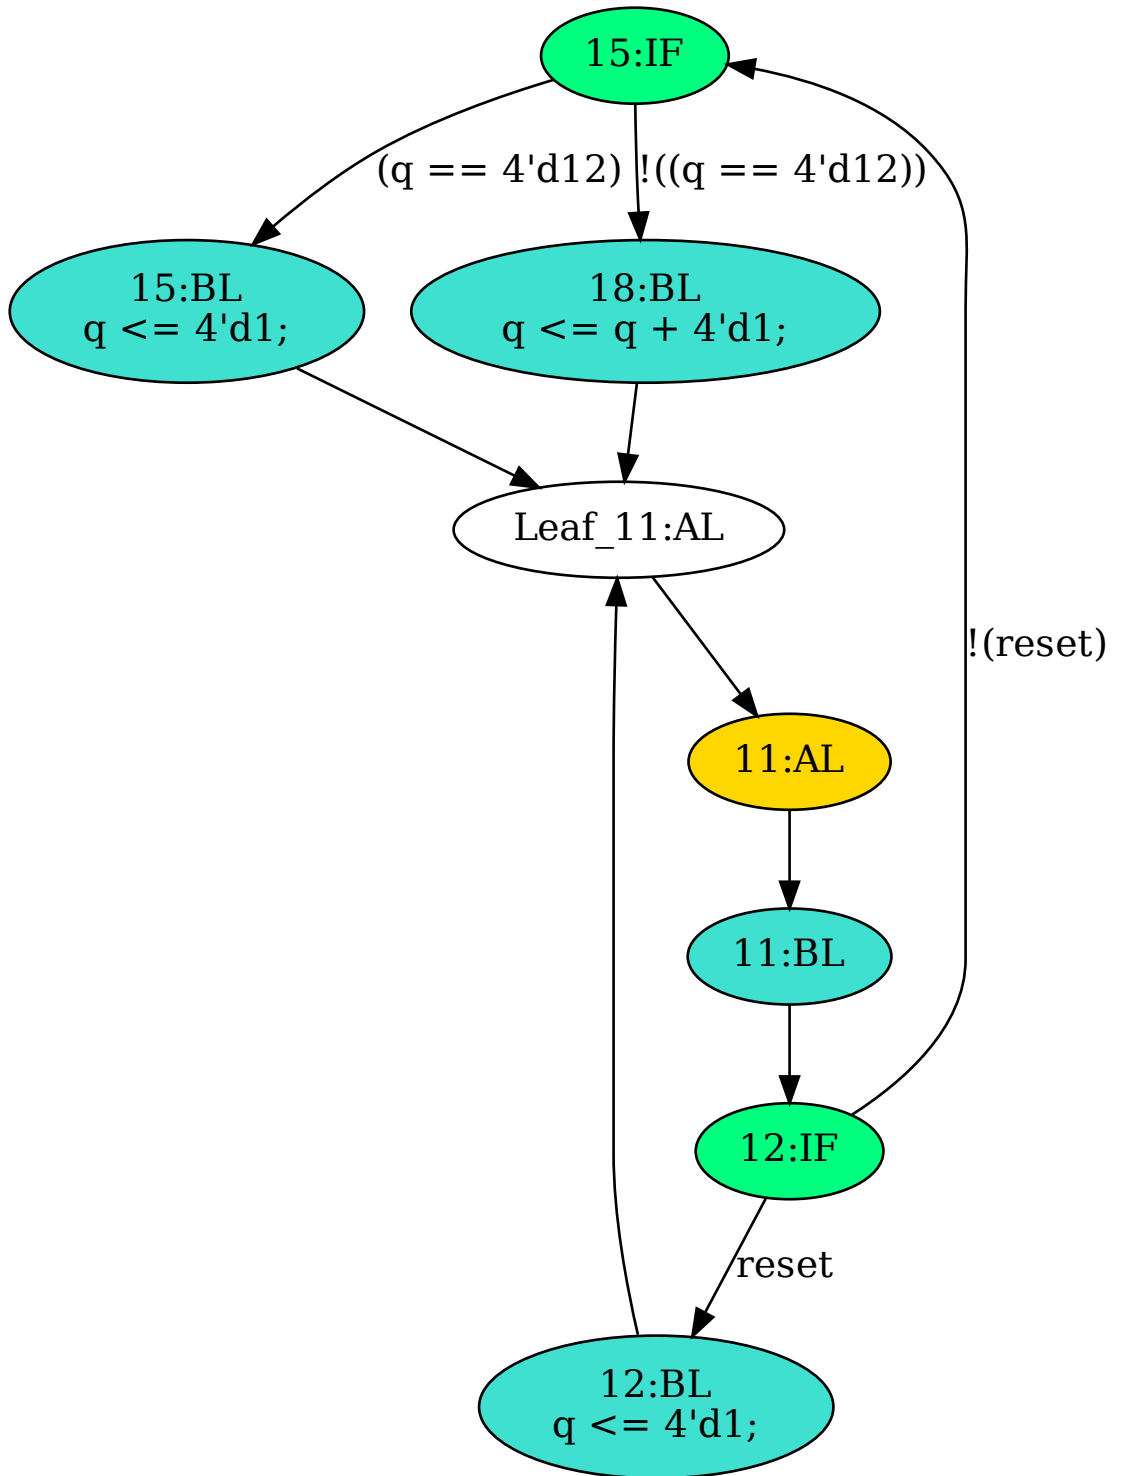 15:IF
(q == 4'd12)
!((q == 4'd12))
15:BL
q <= 4'd1;
18:BL
q <= q + 4'd1;
Leaf_11:AL
!(reset)
11:AL
11:BL
12:IF
reset
12:BL
q <= 4'd1;